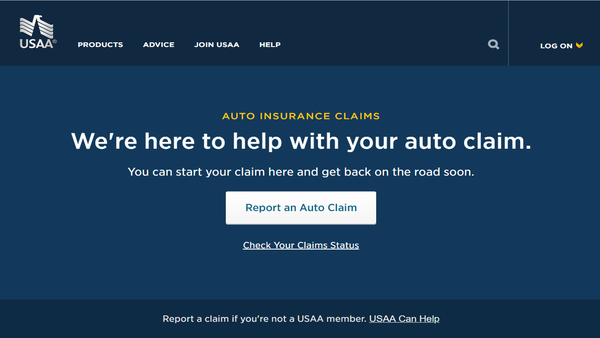 USAA®
PRODUCTS ADVICE JOIN USAA HELP
LOG ON
AUTO INSURANCE CLAIMS
We're here to help with your auto claim.
You can start your claim here and get back on the road soon.
Report an Auto Claim
Check Your Claims Status
Report a claim if you're not a USAA member. USAA Can Help